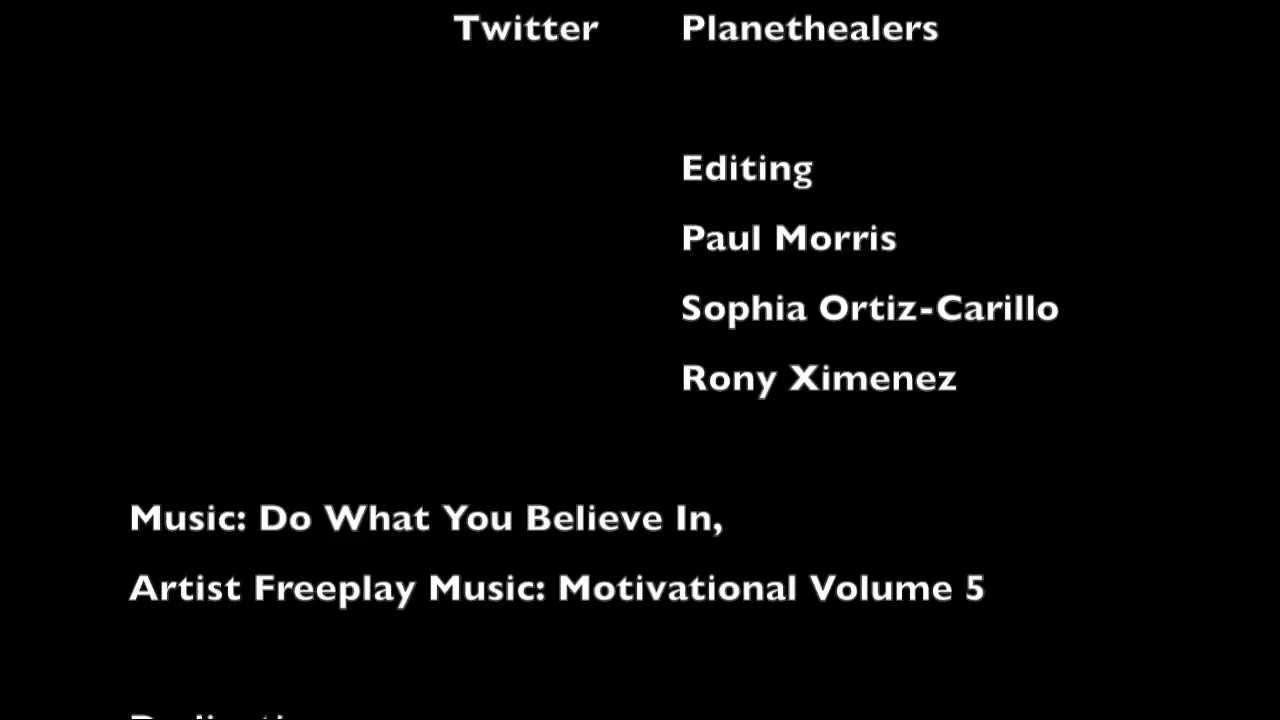 Twitter Planethealers
Editing
Paul Morris
Sophia Ortiz-Carillo
Rony Ximenez
Music: Do What You Believe In,
Artist Freeplay Music: Motivational Volume 5